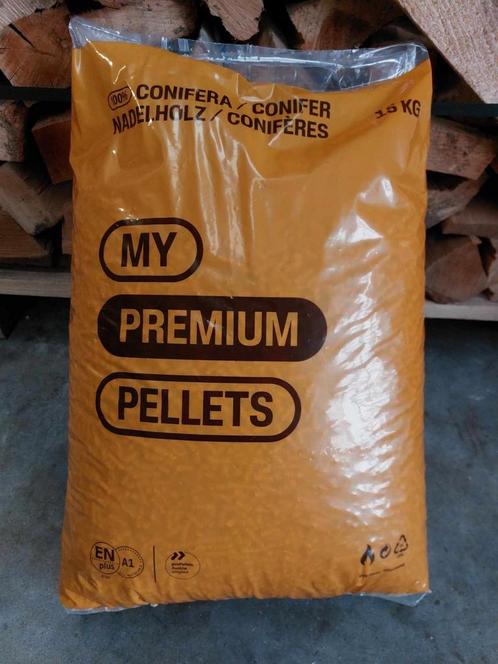 100% CONIFERA / CONIFER
NADELHOLZ / CONIFÈRES
15 KG
MY
PREMIUM
PELLETS
EN
plus
A1